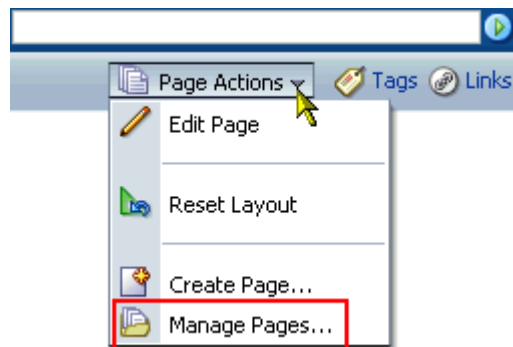 Page Actions Tags Links
Edit Page
Reset Layout
Create Page...
Manage Pages...